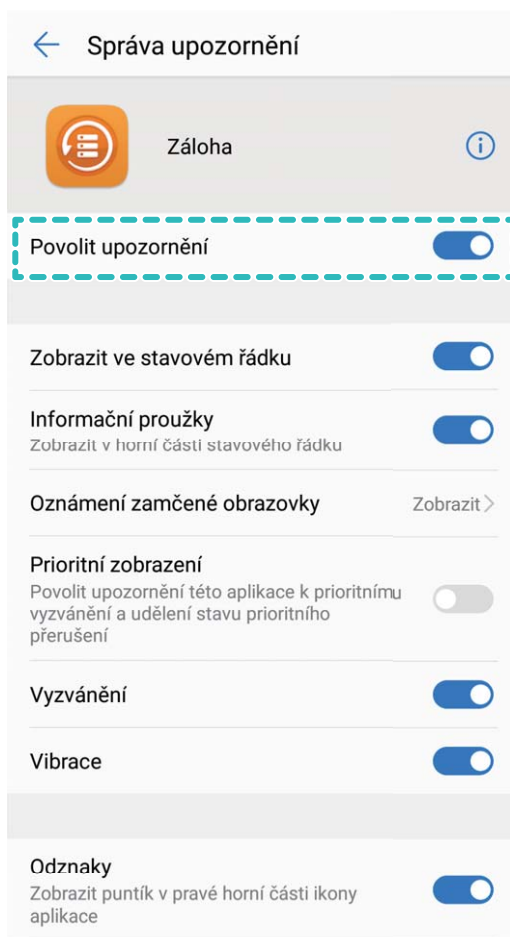 Správa upozornění
Záloha
Povolit upozornění
Zobrazit ve stavovém řádku
Informační proužky
Zobrazit v horní části stavového řádku
Oznámení zamčené obrazovky Zobrazit
Prioritní zobrazení
Povolit upozornění této aplikace k prioritnímu
vyzvánění a udělení stavu prioritního
přerušení
Vyzvánění
Vibrace
Odznaky
Zobrazit puntík v pravé horní části ikony
aplikace